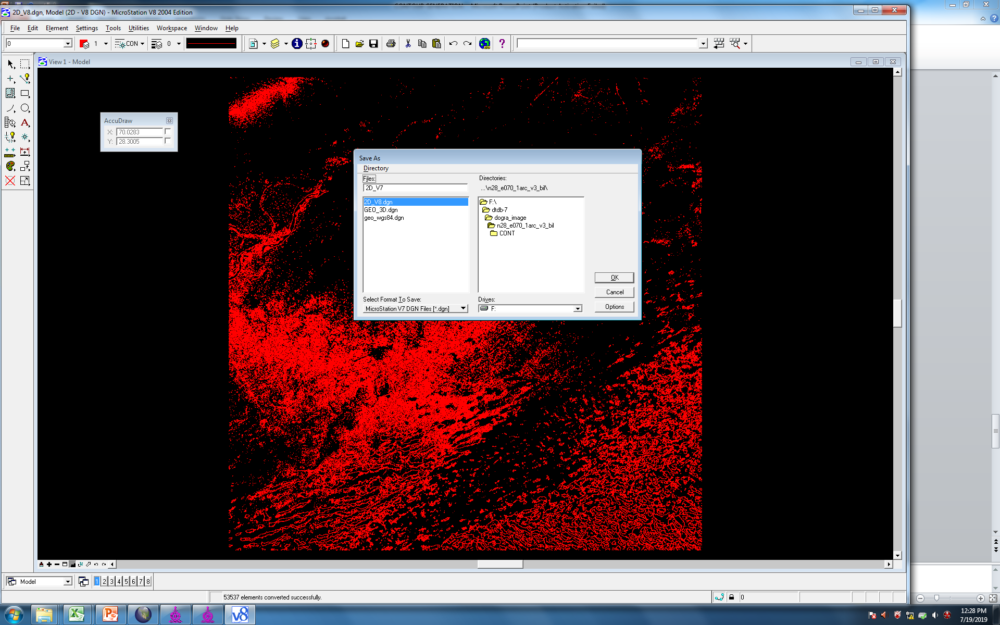 2D_V8.dgn, Model (2D - V8 DGN) - MicroStation V8 2004 Edition
File Edit Element Settings Tools Utilities Workspace Window Help
0 1 CON 0
View 1 - Model
AccuDraw
X: 70.0283
Y: 28.3005
Save As
Directory
Files:
2D_V7
2D_V8.dgn
GEO_3D.dgn
geo_wgs84.dgn
Select Format To Save:
MicroStation V7 DGN Files [*.dgn]
Directories:
...\n28_e070_1arc_v3_bil\
F:\
dtdb-7
dogra_image
n28_e070_1arc_v3_bil
CONT
Drives:
F:
OK
Cancel
Options
Model 1 2 3 4 5 6 7 8
53537 elements converted successfully.
0
v8
12:28 PM
7/19/2019